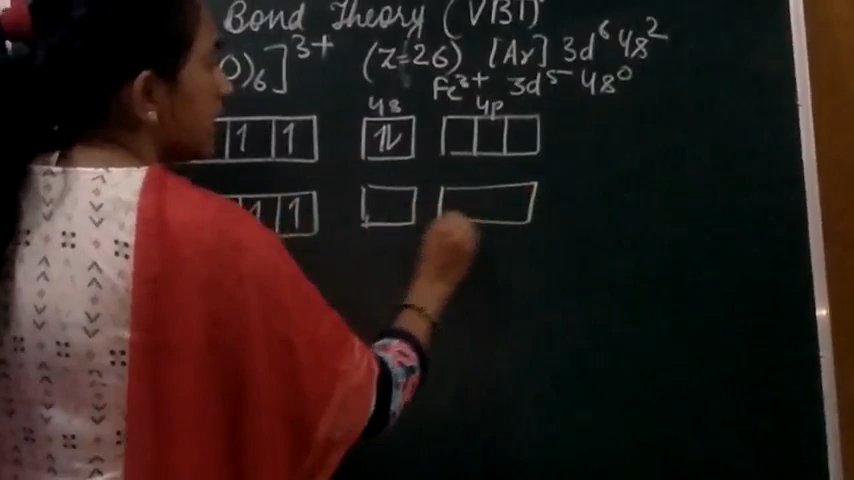 Bond Theory (VBT)
O)₆]³⁺ (Z=26) [Ar] 3d⁶ 4s²
Fe³⁺ 3d⁵ 4s⁰
4s 4p
1 1 1↓
1 1